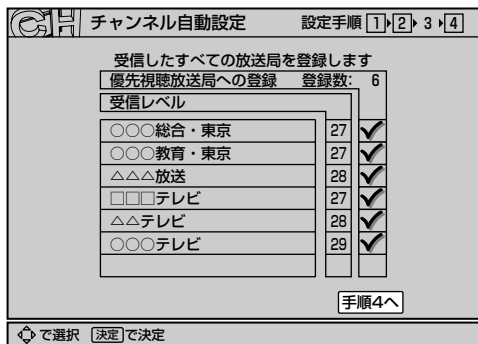 CH チャンネル自動設定 設定手順 1 2 3 4
受信したすべての放送局を登録します
優先視聴放送局への登録 登録数: 6
受信レベル
○○○総合・東京 27 ✓
○○○教育・東京 27 ✓
△△△放送 28 ✓
□□□テレビ 27 ✓
△△テレビ 28 ✓
○○○テレビ 29 ✓
手順4へ
で選択 決定で決定